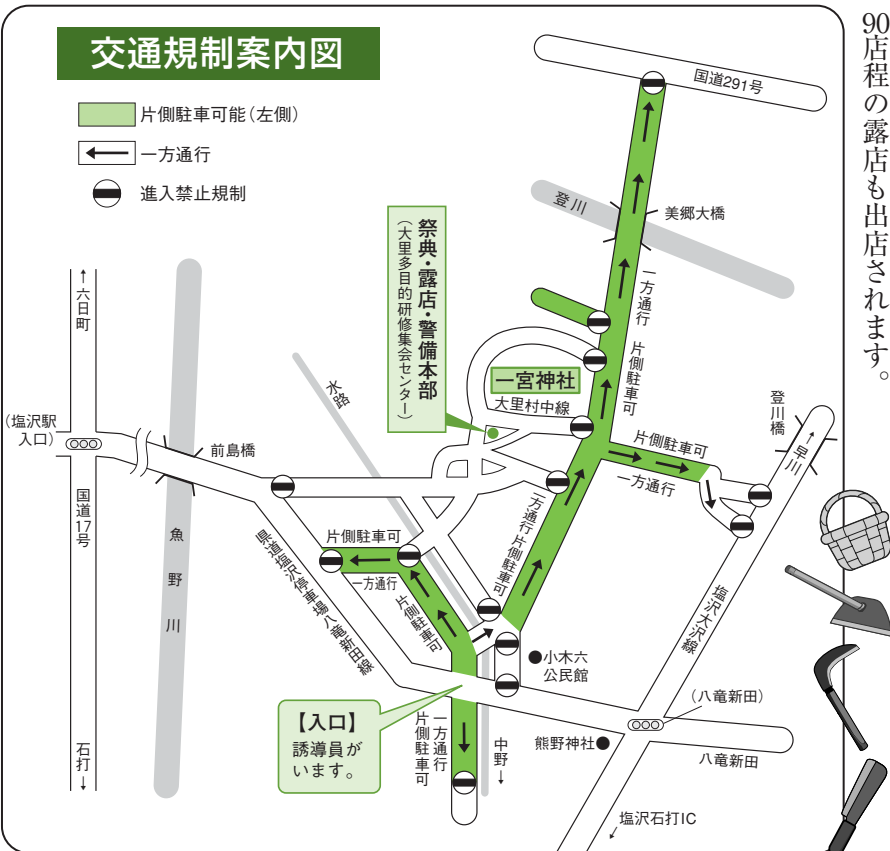 90店程の露店も出店されます。
交通規制案内図
片側駐車可能(左側)
一方通行
進入禁止規制
国道291号
登川
美郷大橋
祭典・露店・警備本部
(大里多目的研修集会センター)
一方通行 片側駐車可
一宮神社
大里村中線
水路
↑六日町
(塩沢駅
入口)
前島橋
国道17号
魚野川
石打↓
片側駐車可
一方通行
登川橋
↑早川
一方通行 片側駐車可
片側駐車可
一方通行
片側駐車可
県道塩沢停車場八竜新田線
塩沢大沢線
小木六
公民館
【入口】
誘導員が
います。
一方通行
片側駐車可
中野↓
熊野神社
(八竜新田)
八竜新田
塩沢石打IC